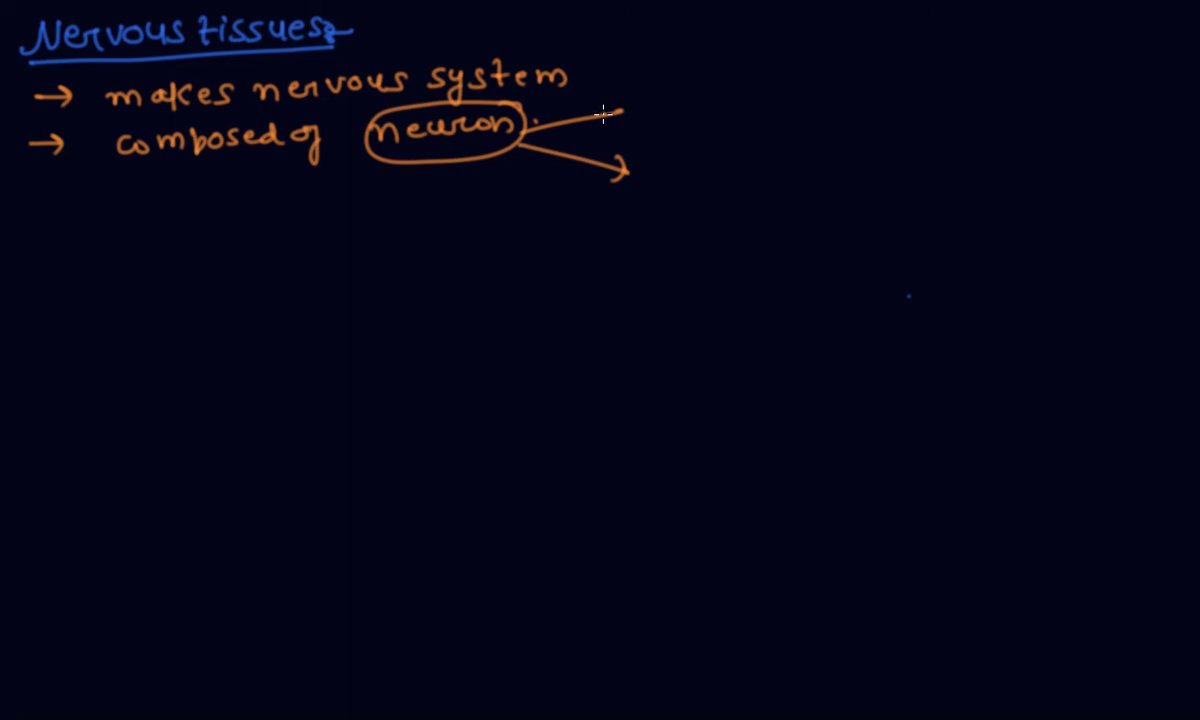 Nervous tissues
→ makes nervous system
→ composed of neuron.